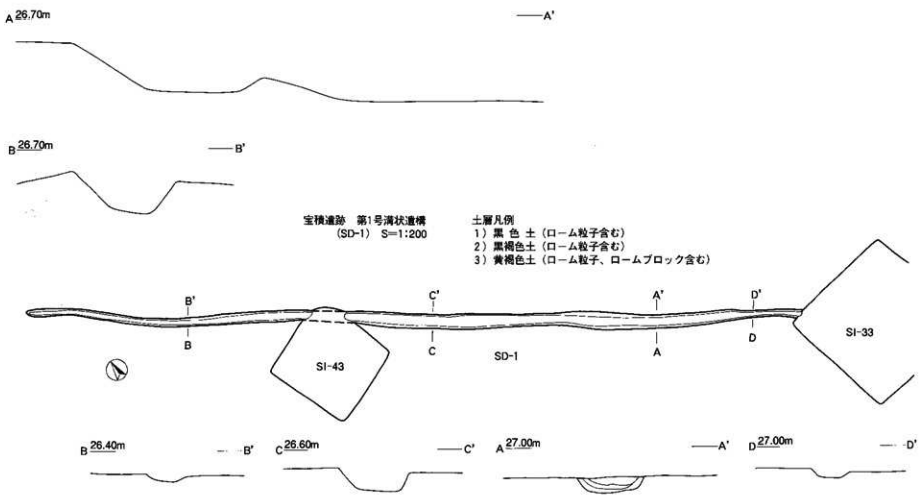 A 26.70m A'
B 26.70m B'
宝積遺跡 第1号溝状遺構
(SD-1) S=1:200
土層凡例
1) 黒色土(ローム粒子含む)
2) 黒褐色土(ローム粒子含む)
3) 黄褐色土(ローム粒子、ロームブロック含む)
B' C' A' D'
SI-33
SI-43
B C A D
SD-1
B 26.40m B' C 26.60m C' A 27.00m A' D 27.00m D'